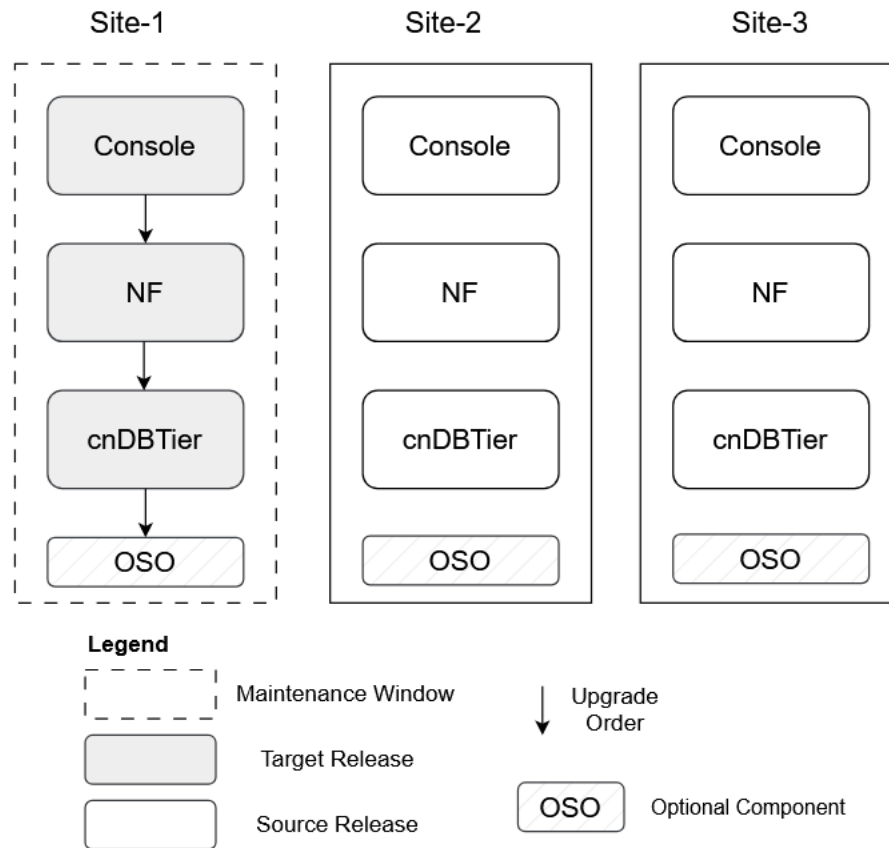 Site-1
Site-2
Site-3
Console
Console
Console
NF
NF
NF
cnDBTier
cnDBTier
cnDBTier
OSO
OSO
OSO
Legend
Maintenance Window
Upgrade
Order
Target Release
Source Release
OSO
Optional Component